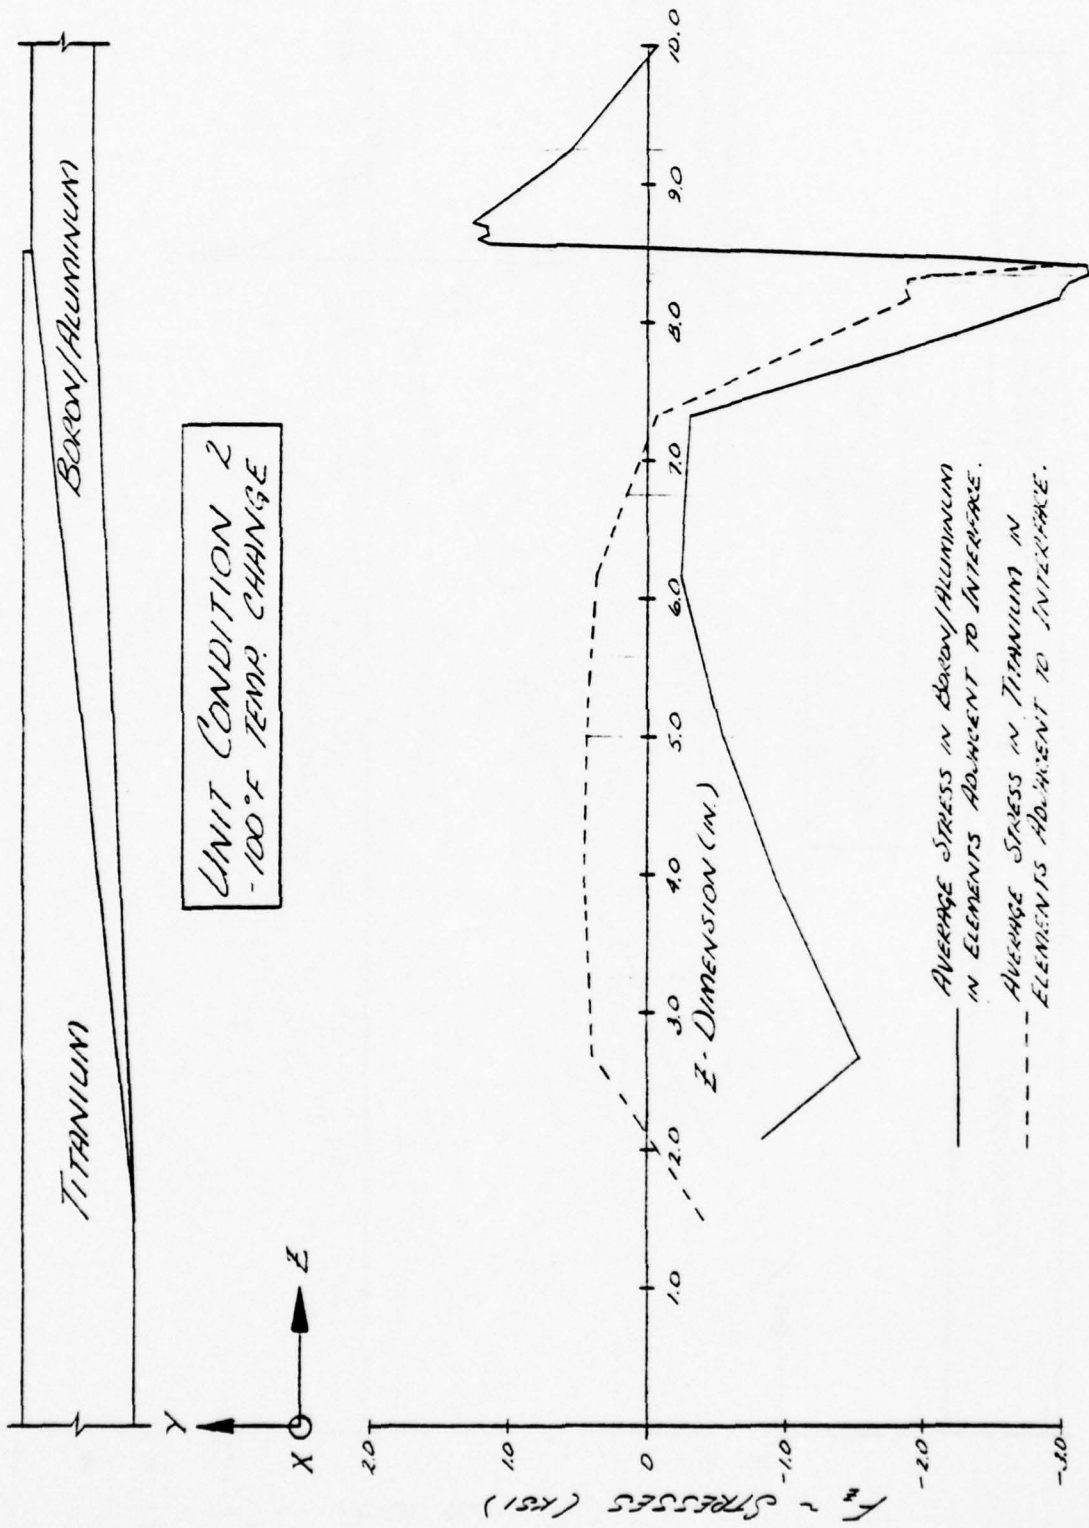 TITANIUM
BORON/ALUMINUM
UNIT CONDITION 2
-100°F TEMP. CHANGE
Y
X
Z
2.0
1.0
0
-1.0
-2.0
-3.0
Fz ~ STRESSES (KSI)
1.0
2.0
3.0
4.0
5.0
6.0
7.0
8.0
9.0
10.0
Z - DIMENSION (IN.)
AVERAGE STRESS IN BORON/ALUMINUM
IN ELEMENTS ADJACENT TO INTERFACE.
AVERAGE STRESS IN TITANIUM IN
ELEMENTS ADJACENT TO INTERFACE.